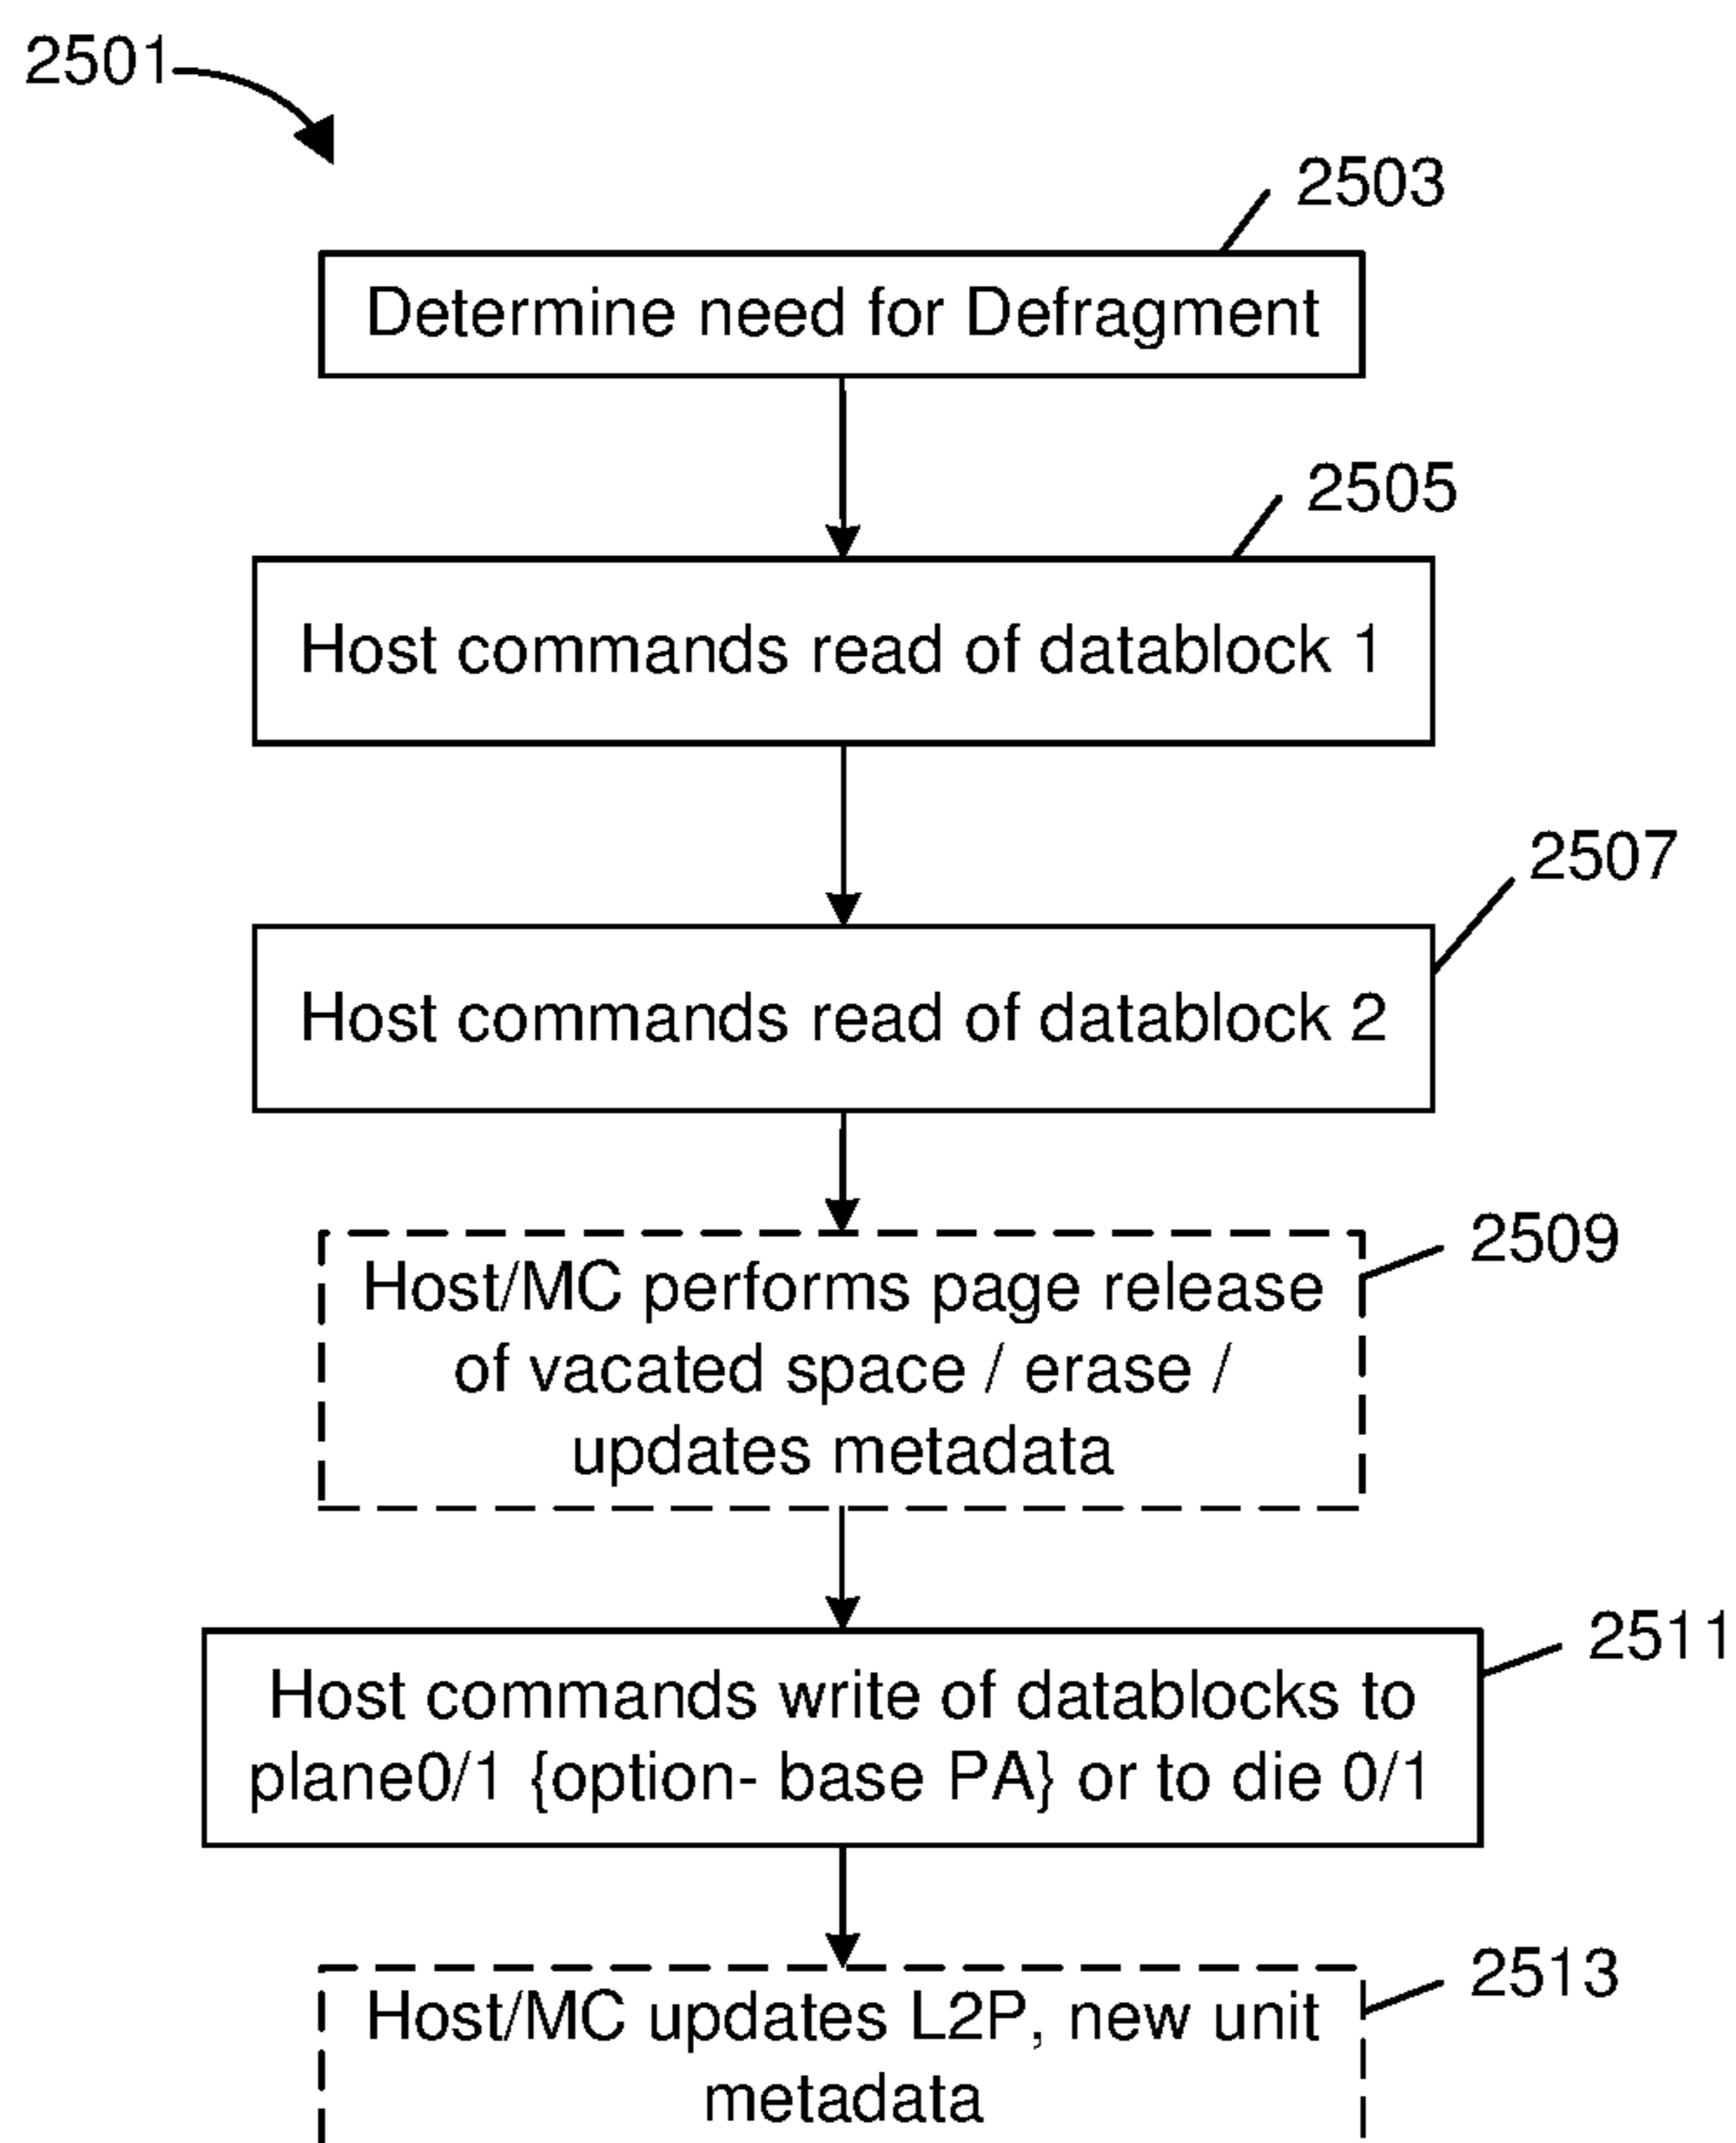 2501
2503
Determine need for Defragment
2505
Host commands read of datablock 1
2507
Host commands read of datablock 2
2509
Host/MC performs page release
of vacated space / erase /
updates metadata
2511
Host commands write of datablocks to
plane0/1 {option- base PA} or to die 0/1
2513
Host/MC updates L2P, new unit
metadata